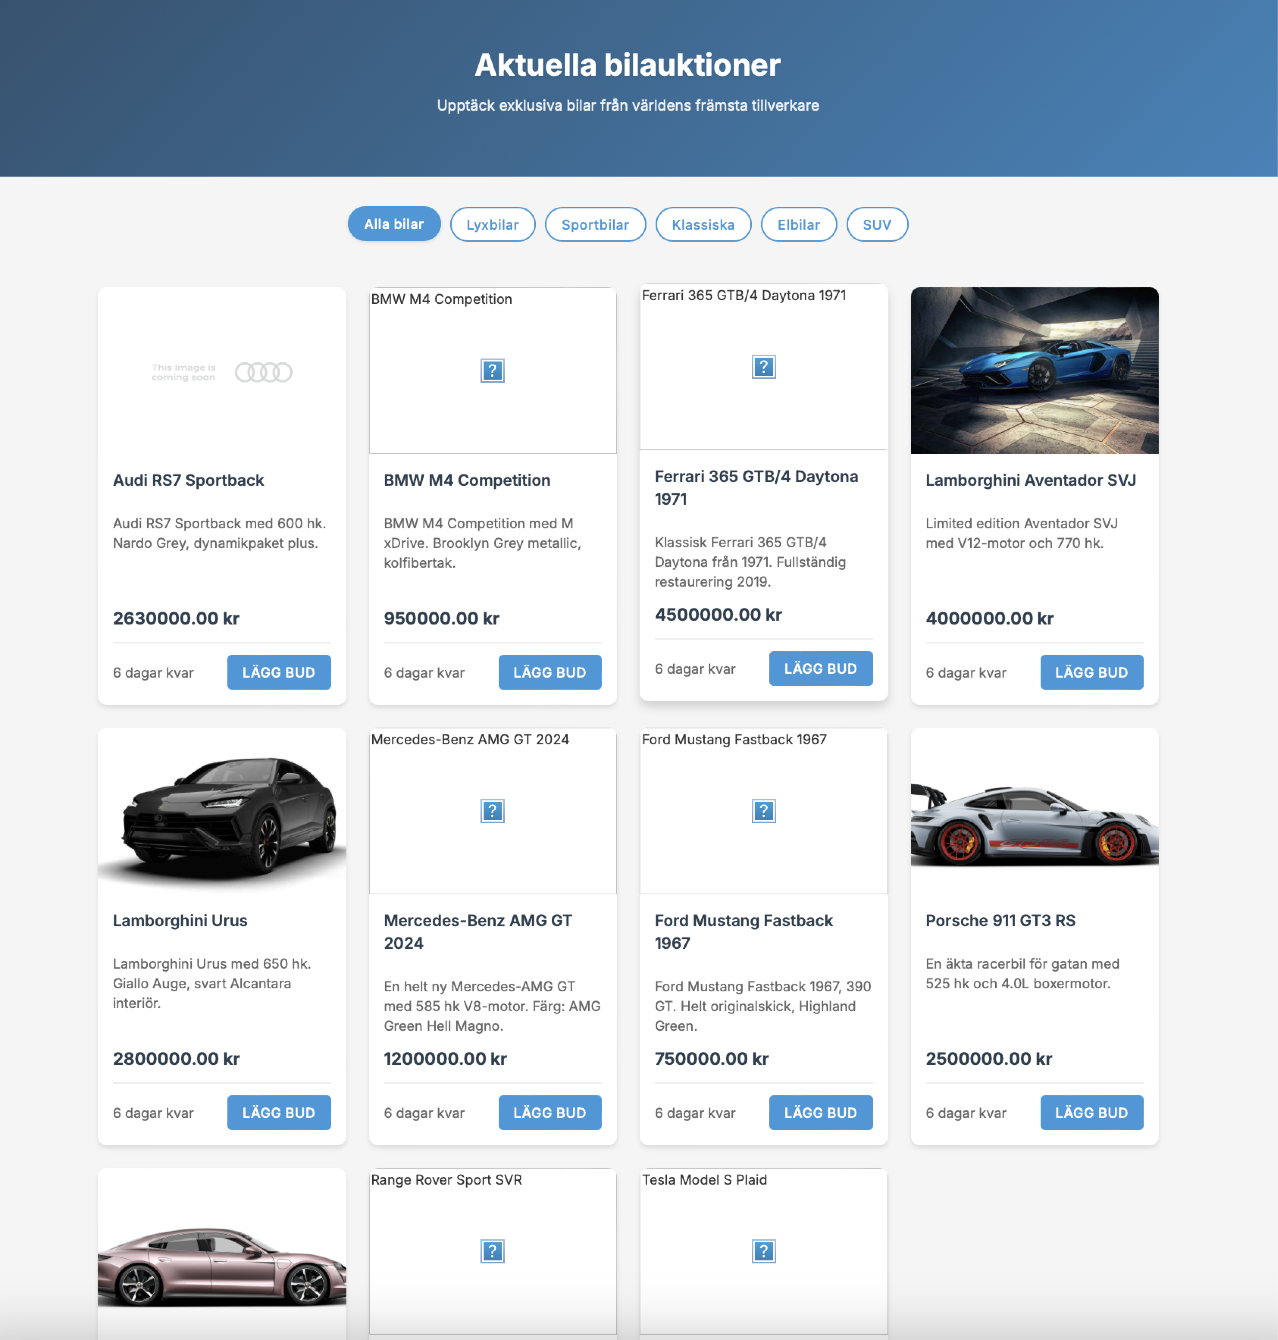 Aktuella bilauktioner
Upptäck exklusiva bilar från världens främsta tillverkare
Alla bilar
Lyxbilar
Sportbilar
Klassiska
Elbilar
SUV
This image is
coming soon
Audi RS7 Sportback
Audi RS7 Sportback med 600 hk.
Nardo Grey, dynamikpaket plus.
2630000.00 kr
6 dagar kvar
LÄGG BUD
BMW M4 Competition
?
BMW M4 Competition
BMW M4 Competition med M
xDrive. Brooklyn Grey metallic,
kolfibertak.
950000.00 kr
6 dagar kvar
LÄGG BUD
Ferrari 365 GTB/4 Daytona 1971
?
Ferrari 365 GTB/4 Daytona
1971
Klassisk Ferrari 365 GTB/4
Daytona från 1971. Fullständig
restaurering 2019.
4500000.00 kr
6 dagar kvar
LÄGG BUD
Lamborghini Aventador SVJ
Limited edition Aventador SVJ
med V12-motor och 770 hk.
4000000.00 kr
6 dagar kvar
LÄGG BUD
Lamborghini Urus
Lamborghini Urus med 650 hk.
Giallo Auge, svart Alcantara
interiör.
2800000.00 kr
6 dagar kvar
LÄGG BUD
Mercedes-Benz AMG GT 2024
?
Mercedes-Benz AMG GT
2024
En helt ny Mercedes-AMG GT
med 585 hk V8-motor. Färg: AMG
Green Hell Magno.
1200000.00 kr
6 dagar kvar
LÄGG BUD
Ford Mustang Fastback 1967
?
Ford Mustang Fastback
1967
Ford Mustang Fastback 1967, 390
GT. Helt originalskick, Highland
Green.
750000.00 kr
6 dagar kvar
LÄGG BUD
Porsche 911 GT3 RS
En äkta racerbil för gatan med
525 hk och 4.0L boxermotor.
2500000.00 kr
6 dagar kvar
LÄGG BUD
Range Rover Sport SVR
?
Tesla Model S Plaid
?